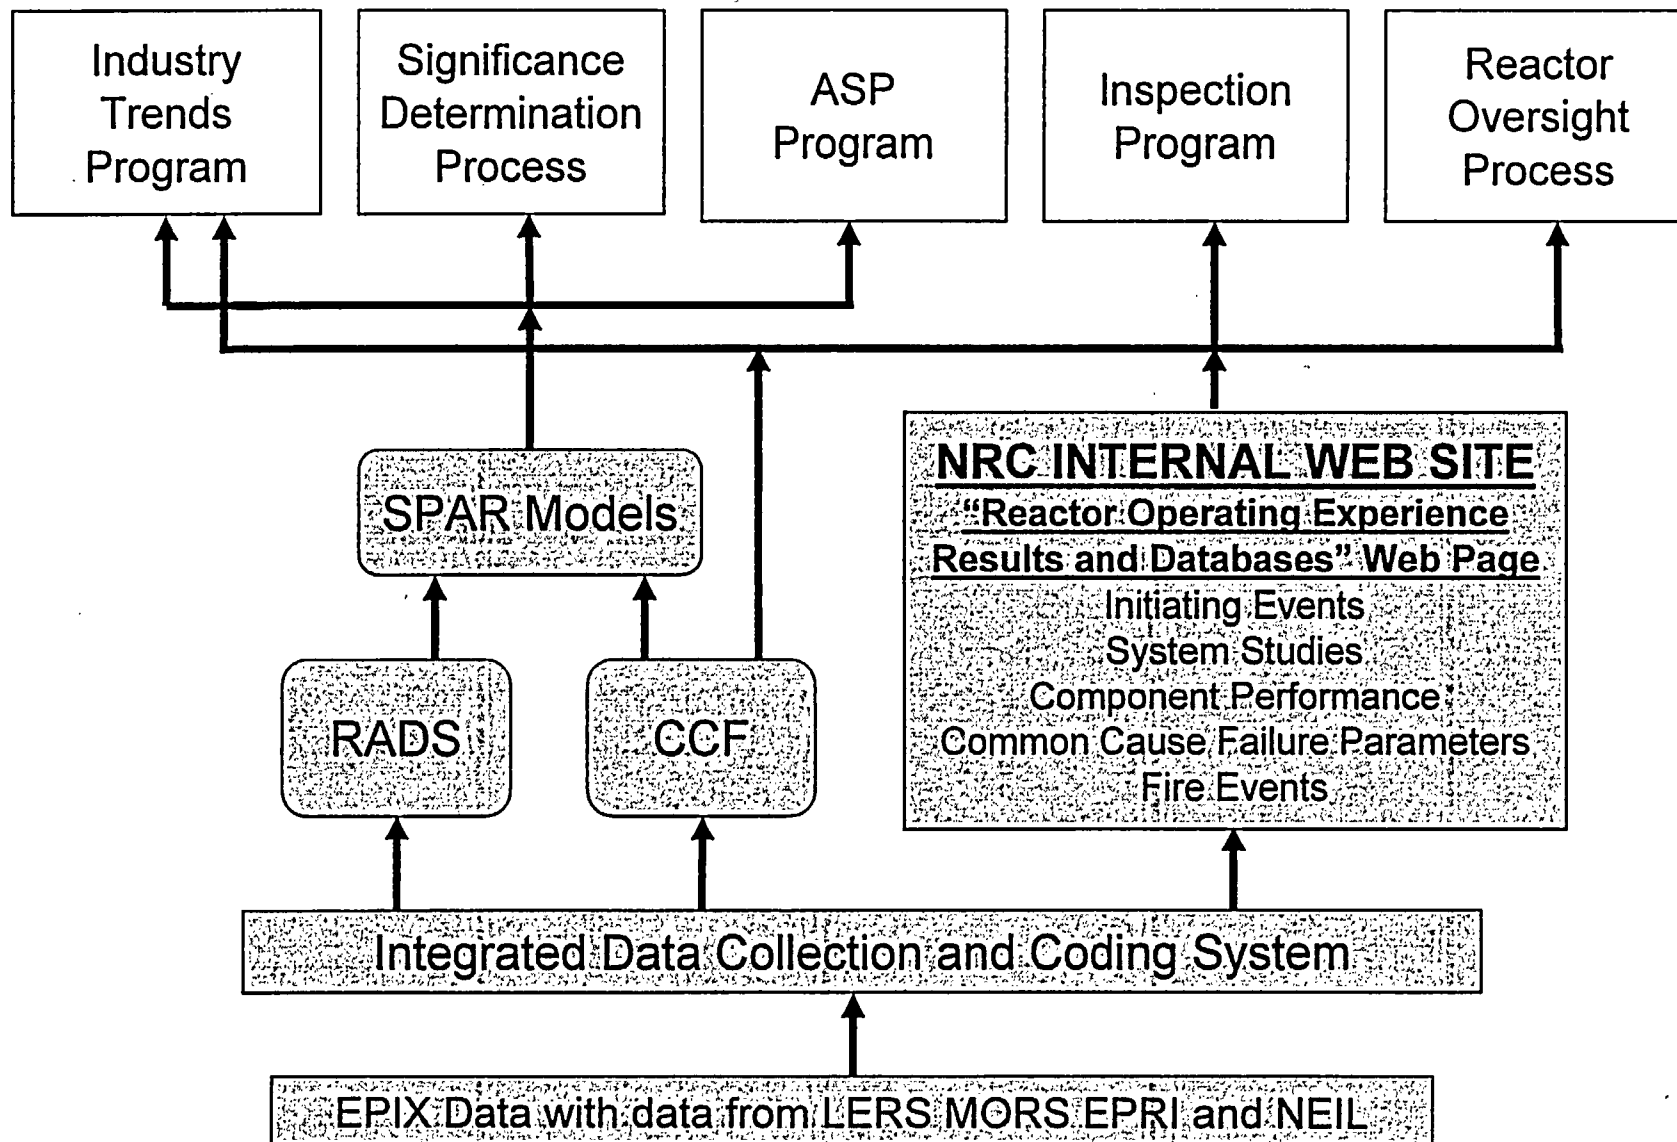 Industry
Trends
Program
Significance
Determination
Process
ASP
Program
Inspection
Program
Reactor
Oversight
Process
SPAR Models
NRC INTERNAL WEB SITE
“Reactor Operating Experience
Results and Databases” Web Page
Initiating Events
System Studies
Component Performance
Common Cause Failure Parameters
Fire Events
RADS
CCF
Integrated Data Collection and Coding System
EPIX Data with data from LERS MORS EPRI and NEIL